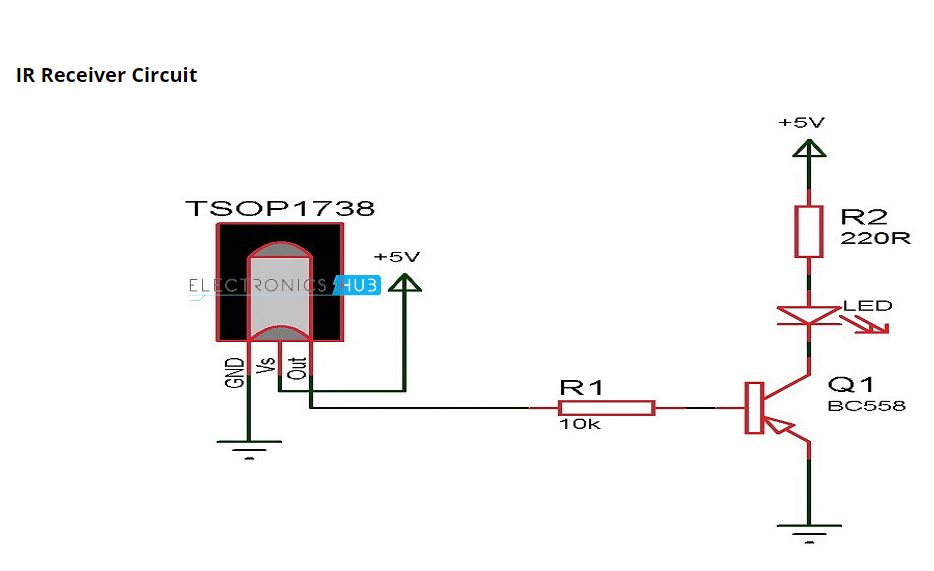 IR Receiver Circuit
+5V
TSOP1738
R2
220R
+5V
ELECTRONICS HUB
LED
GND
Vs
Out
R1
10k
Q1
BC558